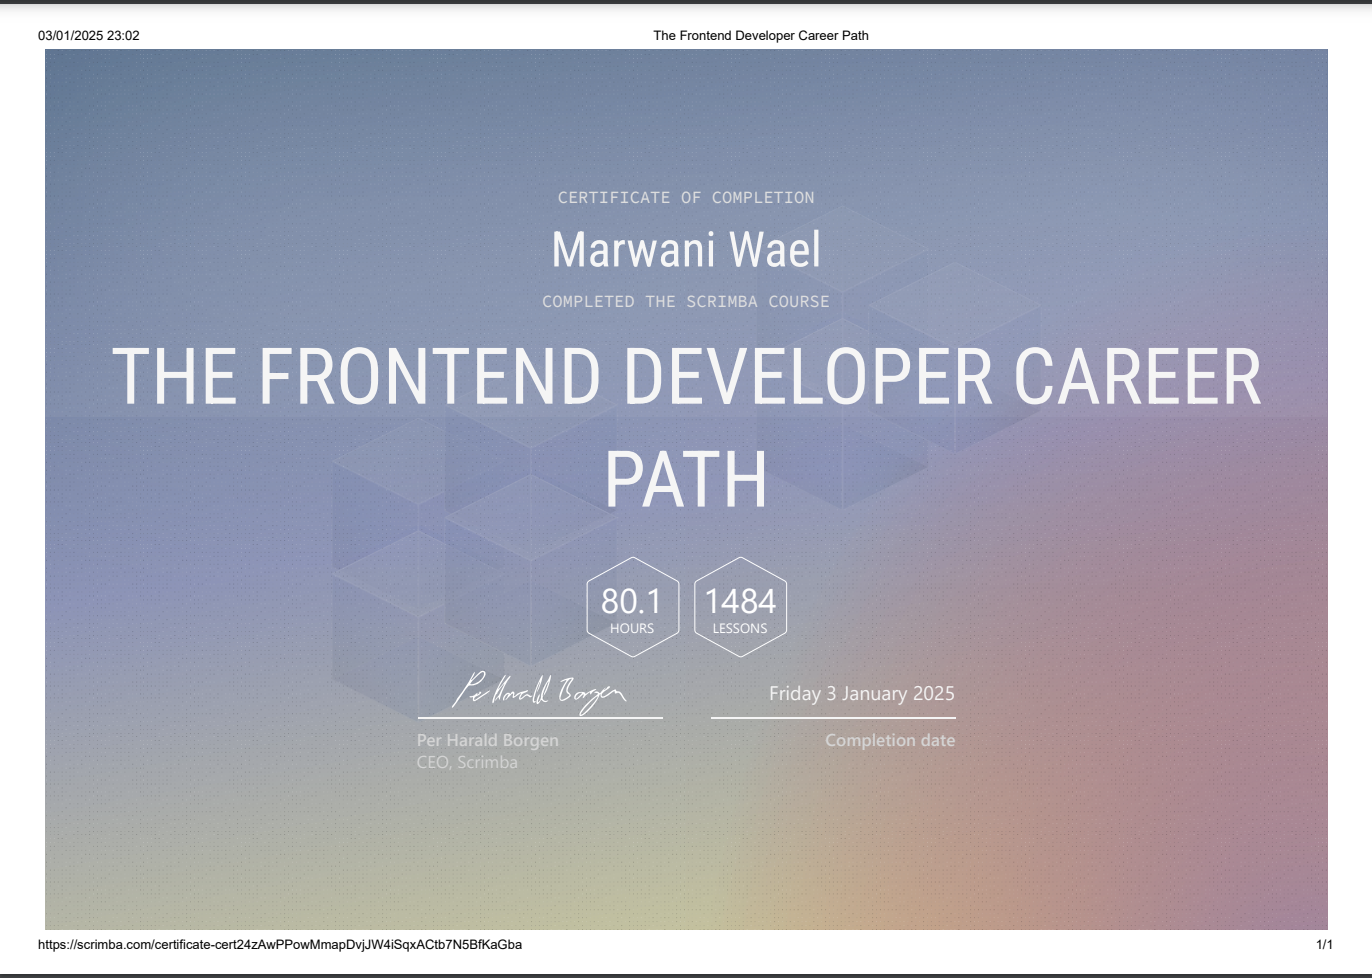 03/01/2025 23:02
The Frontend Developer Career Path
CERTIFICATE OF COMPLETION
Marwani Wael
COMPLETED THE SCRIMBA COURSE
THE FRONTEND DEVELOPER CAREER
PATH
80.1
HOURS
1484
LESSONS
Per Harald Borgen
Friday 3 January 2025
Per Harald Borgen
CEO, Scrimba
Completion date
https://scrimba.com/certificate-cert24zAwPPowMmapDvjJW4iSqxACtb7N5BfKaGba
1/1